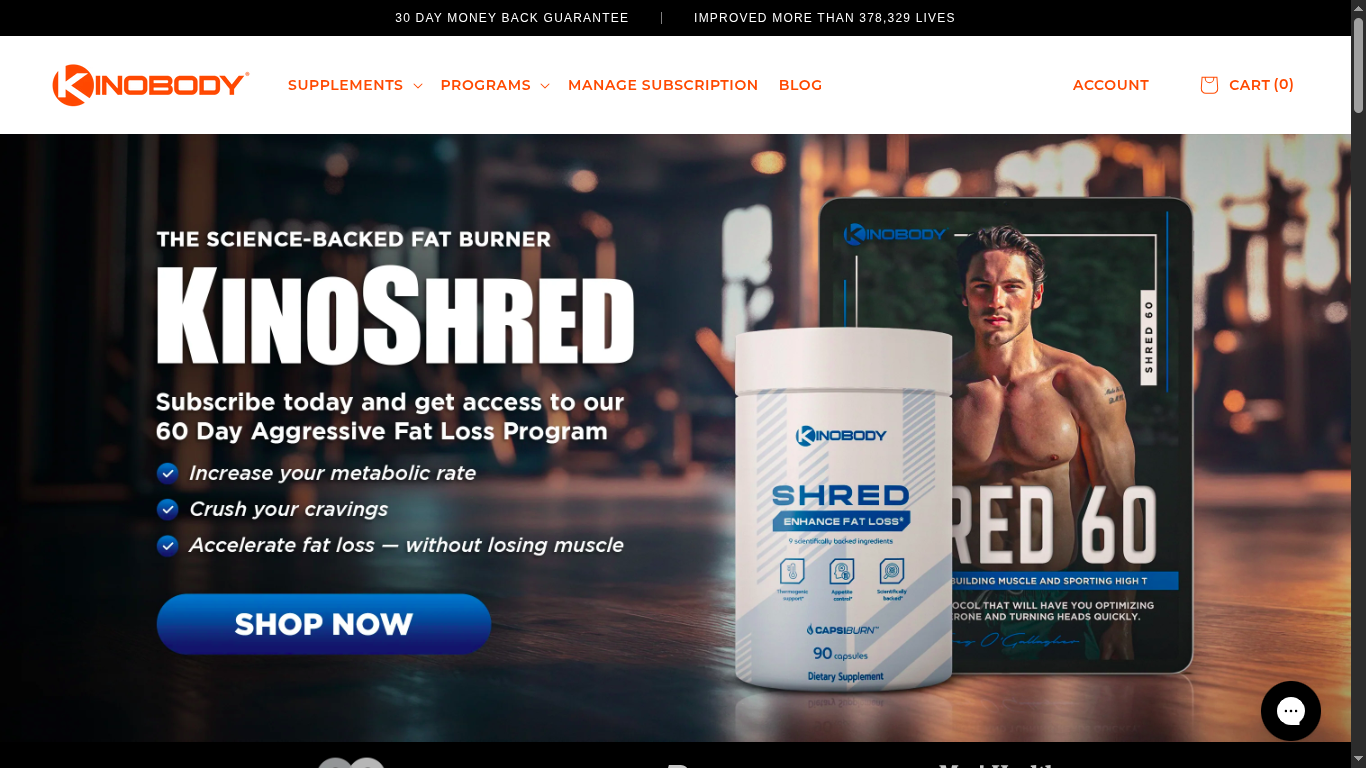 30 DAY MONEY BACK GUARANTEE
IMPROVED MORE THAN 378,329 LIVES
KINOBODY
SUPPLEMENTS
PROGRAMS
MANAGE SUBSCRIPTION
BLOG
ACCOUNT
CART (0)
THE SCIENCE-BACKED FAT BURNER
KINOSHRED
Subscribe today and get access to our
60 Day Aggressive Fat Loss Program
Increase your metabolic rate
Crush your cravings
Accelerate fat loss — without losing muscle
SHOP NOW
KINOBODY
SHRED 60
KINOBODY
SHRED
ENHANCE FAT LOSS*
9 scientifically backed ingredients
Thermogenic
support*
Appetite
control*
Scientifically
backed*
CAPSIBURN™
90 capsules
Dietary Supplement
RED 60
BUILDING MUSCLE AND SPORTING HIGH T
OCOL THAT WILL HAVE YOU OPTIMIZING
ERONE AND TURNING HEADS QUICKLY.